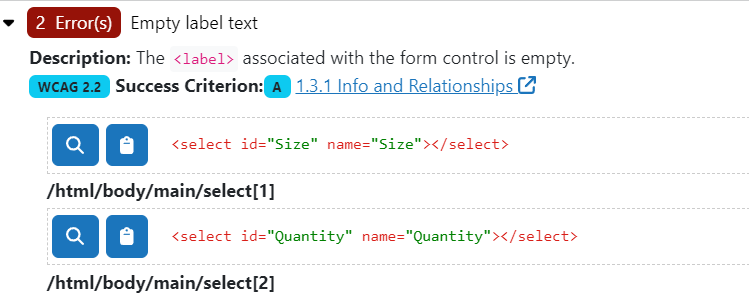 2 Error(s) Empty label text
Description: The <label> associated with the form control is empty.
WCAG 2.2 Success Criterion: A 1.3.1 Info and Relationships
<select id="Size" name="Size"></select>
/html/body/main/select[1]
<select id="Quantity" name="Quantity"></select>
/html/body/main/select[2]